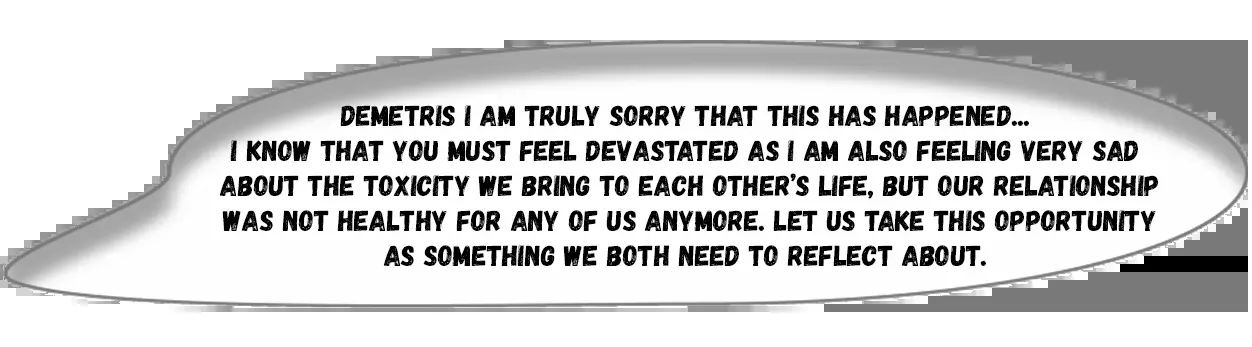 DEMETRIS I AM TRULY SORRY THAT THIS HAS HAPPENED...
I KNOW THAT YOU MUST FEEL DEVASTATED AS I AM ALSO FEELING VERY SAD
ABOUT THE TOXICITY WE BRING TO EACH OTHER'S LIFE, BUT OUR RELATIONSHIP
WAS NOT HEALTHY FOR ANY OF US ANYMORE. LET US TAKE THIS OPPORTUNITY
AS SOMETHING WE BOTH NEED TO REFLECT ABOUT.